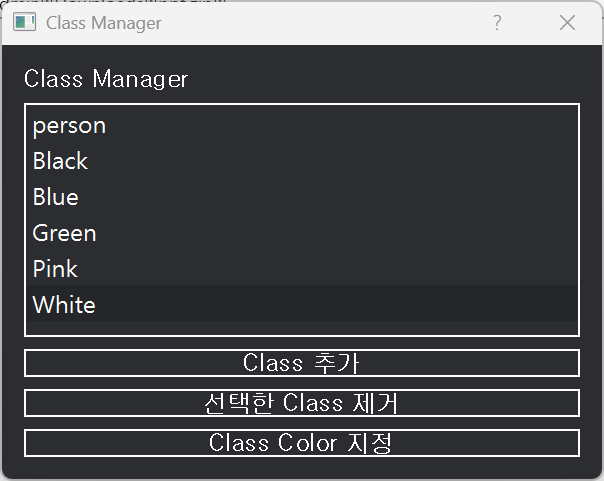 Class Manager
?
Class Manager
person
Black
Blue
Green
Pink
White
Class 추가
선택한 Class 제거
Class Color 지정